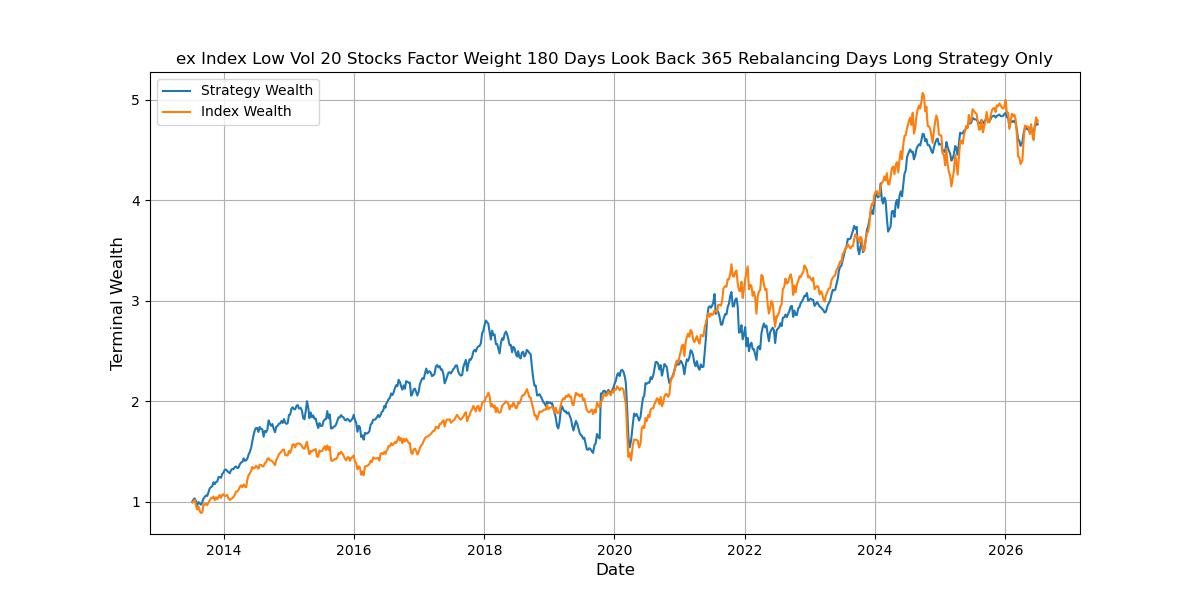 ex Index Low Vol 20 Stocks Factor Weight 180 Days Look Back 365 Rebalancing Days Long Strategy Only
Strategy Wealth
Index Wealth
Terminal Wealth
5
4
3
2
1
2014 2016 2018 2020 2022 2024 2026
Date